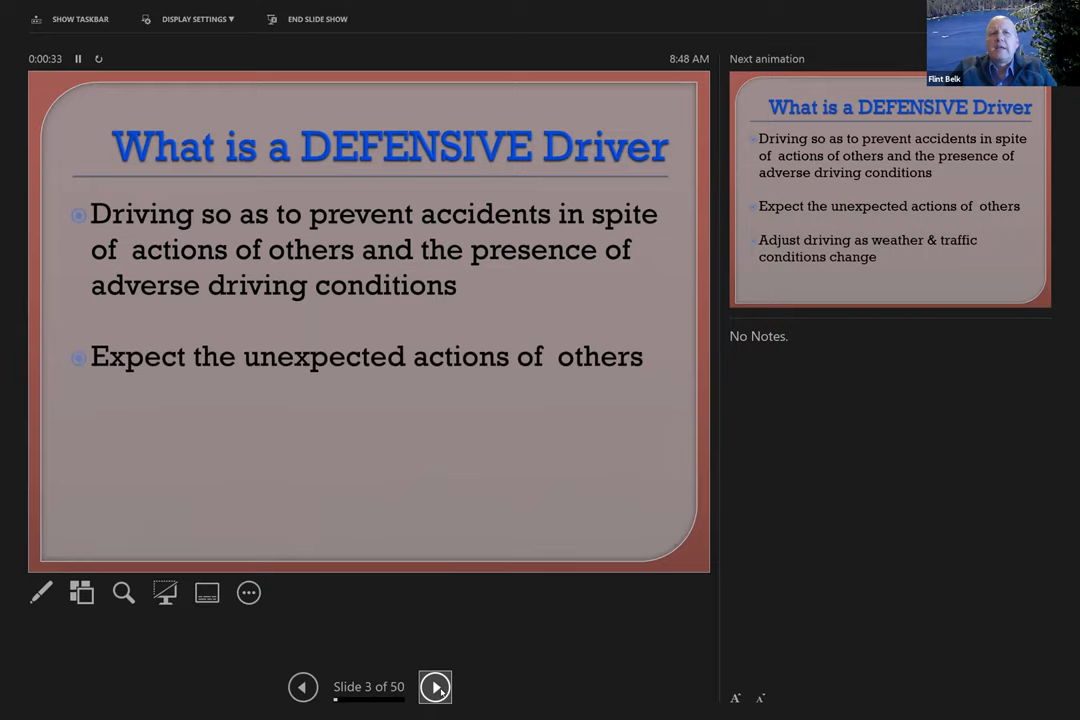 SHOW TASKBAR
DISPLAY SETTINGS ▼
END SLIDE SHOW
0:00:33
8:48 AM
Next animation
Flint Belk
What is a DEFENSIVE Driver
Driving so as to prevent accidents in spite
of actions of others and the presence of
adverse driving conditions
Expect the unexpected actions of others
What is a DEFENSIVE Driver
Driving so as to prevent accidents in spite
of actions of others and the presence of
adverse driving conditions
Expect the unexpected actions of others
Adjust driving as weather & traffic
conditions change
No Notes.
Slide 3 of 50
A A